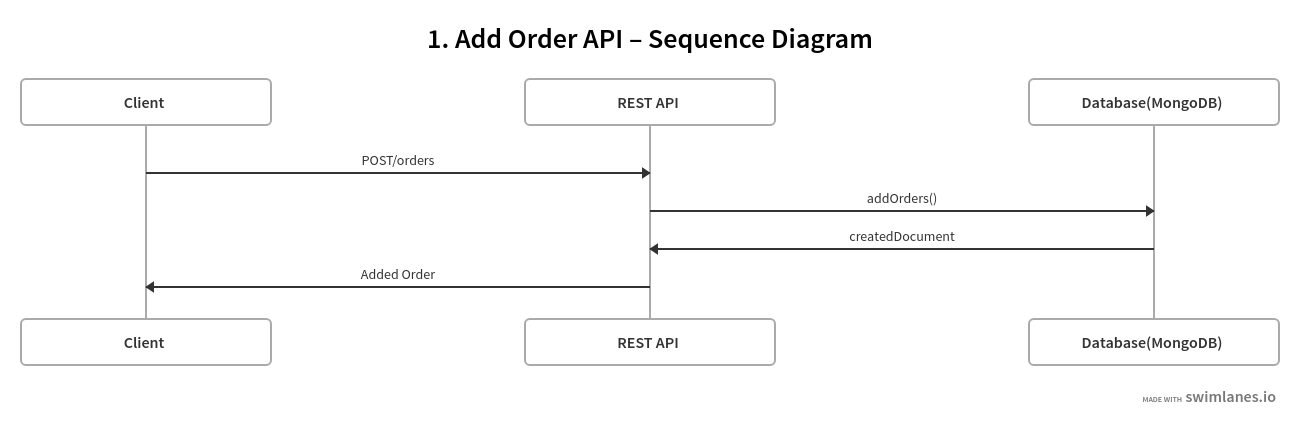 1. Add Order API – Sequence Diagram
Client REST API Database(MongoDB)
POST/orders
addOrders()
createdDocument
Added Order
Client REST API Database(MongoDB)
MADE WITH swimlanes.io